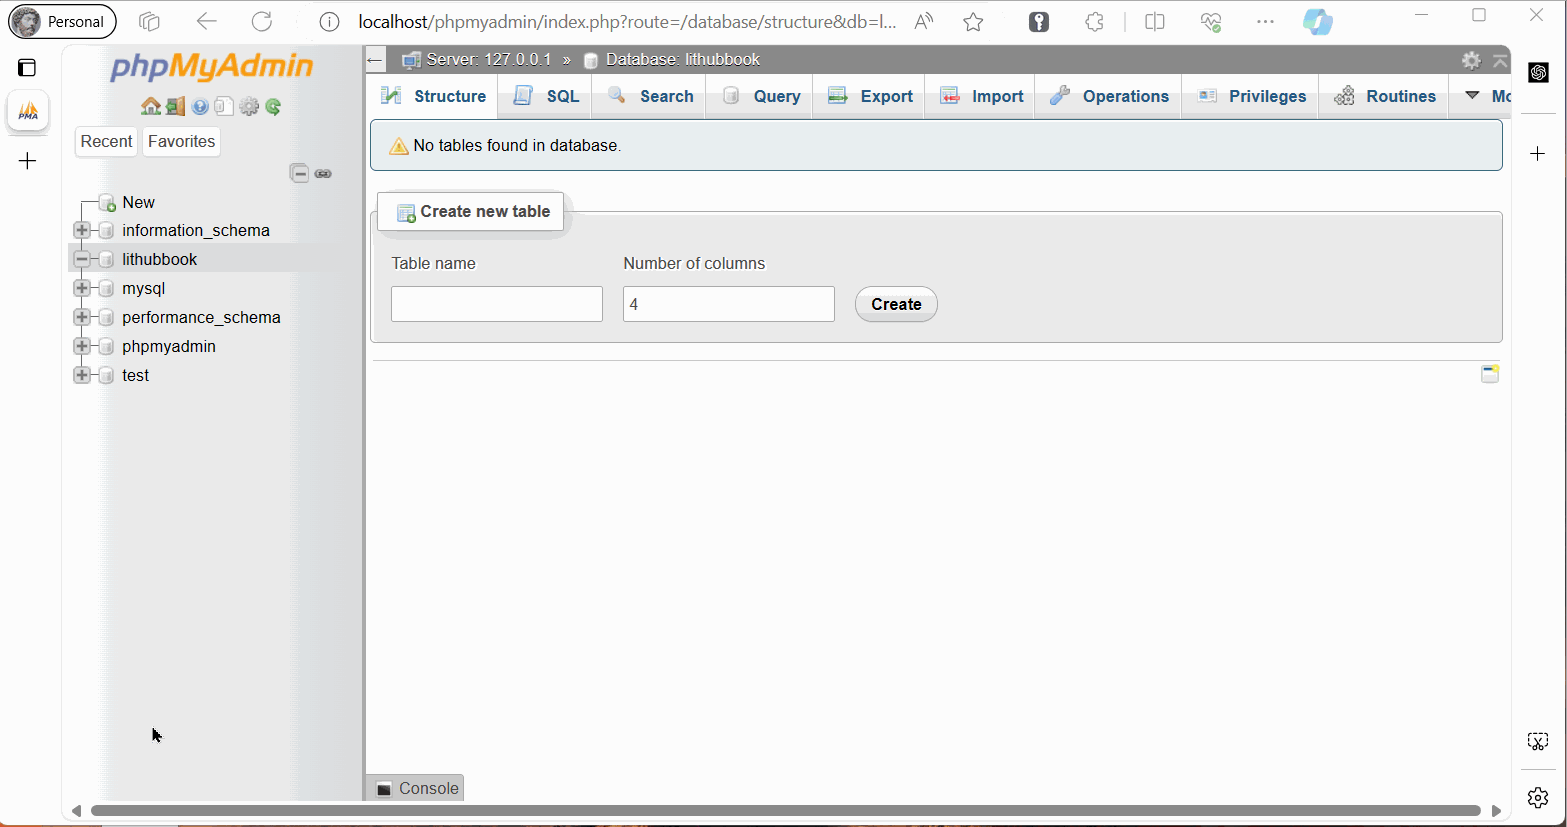 Personal
localhost/phpmyadmin/index.php?route=/database/structure&db=l...
phpMyAdmin
PMA
Recent Favorites
New
information_schema
lithubbook
mysql
performance_schema
phpmyadmin
test
Server: 127.0.0.1 » Database: lithubbook
Structure SQL Search Query Export Import Operations Privileges Routines Mo
No tables found in database.
Create new table
Table name Number of columns
4 Create
Console